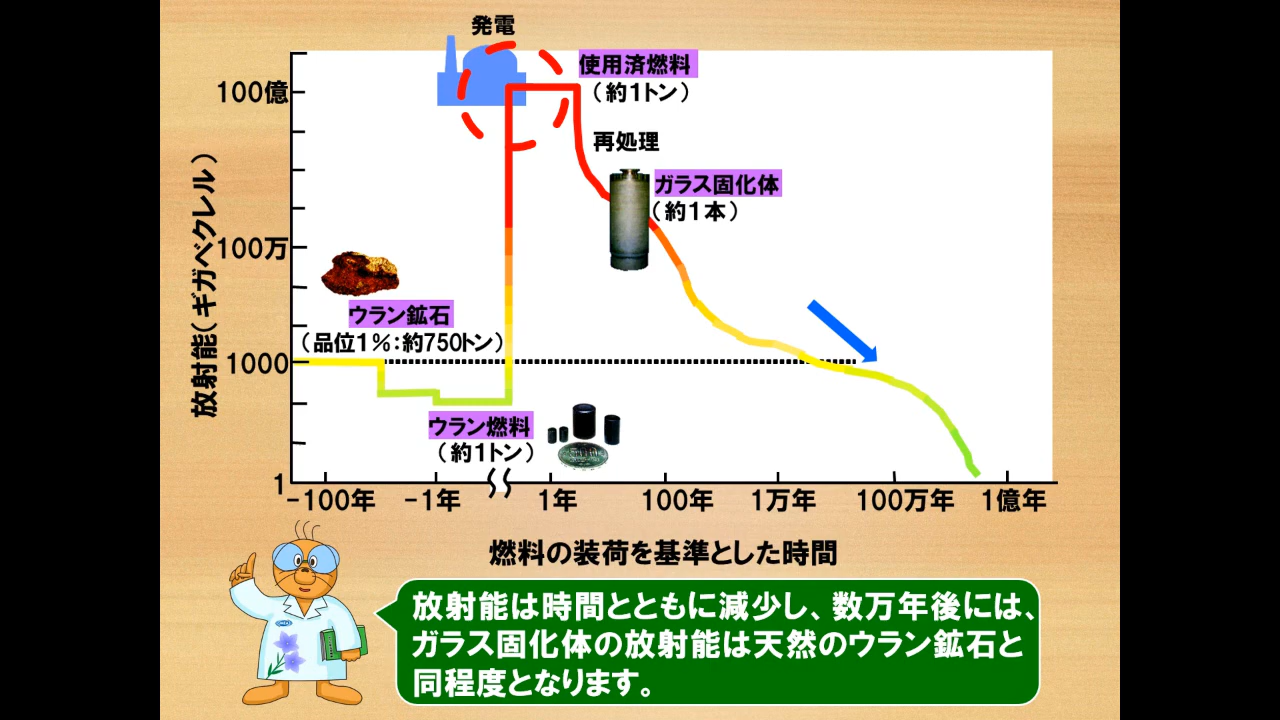 発電
使用済燃料
（約1トン）
再処理
ガラス固化体
（約1本）
放射能（ギガベクレル）
100億
100万
1000
1
ウラン鉱石
（品位1％：約750トン）
ウラン燃料
（約1トン）
-100年
-1年
1年
100年
1万年
100万年
1億年
燃料の装荷を基準とした時間
放射能は時間とともに減少し、数万年後には、
ガラス固化体の放射能は天然のウラン鉱石と
同程度となります。